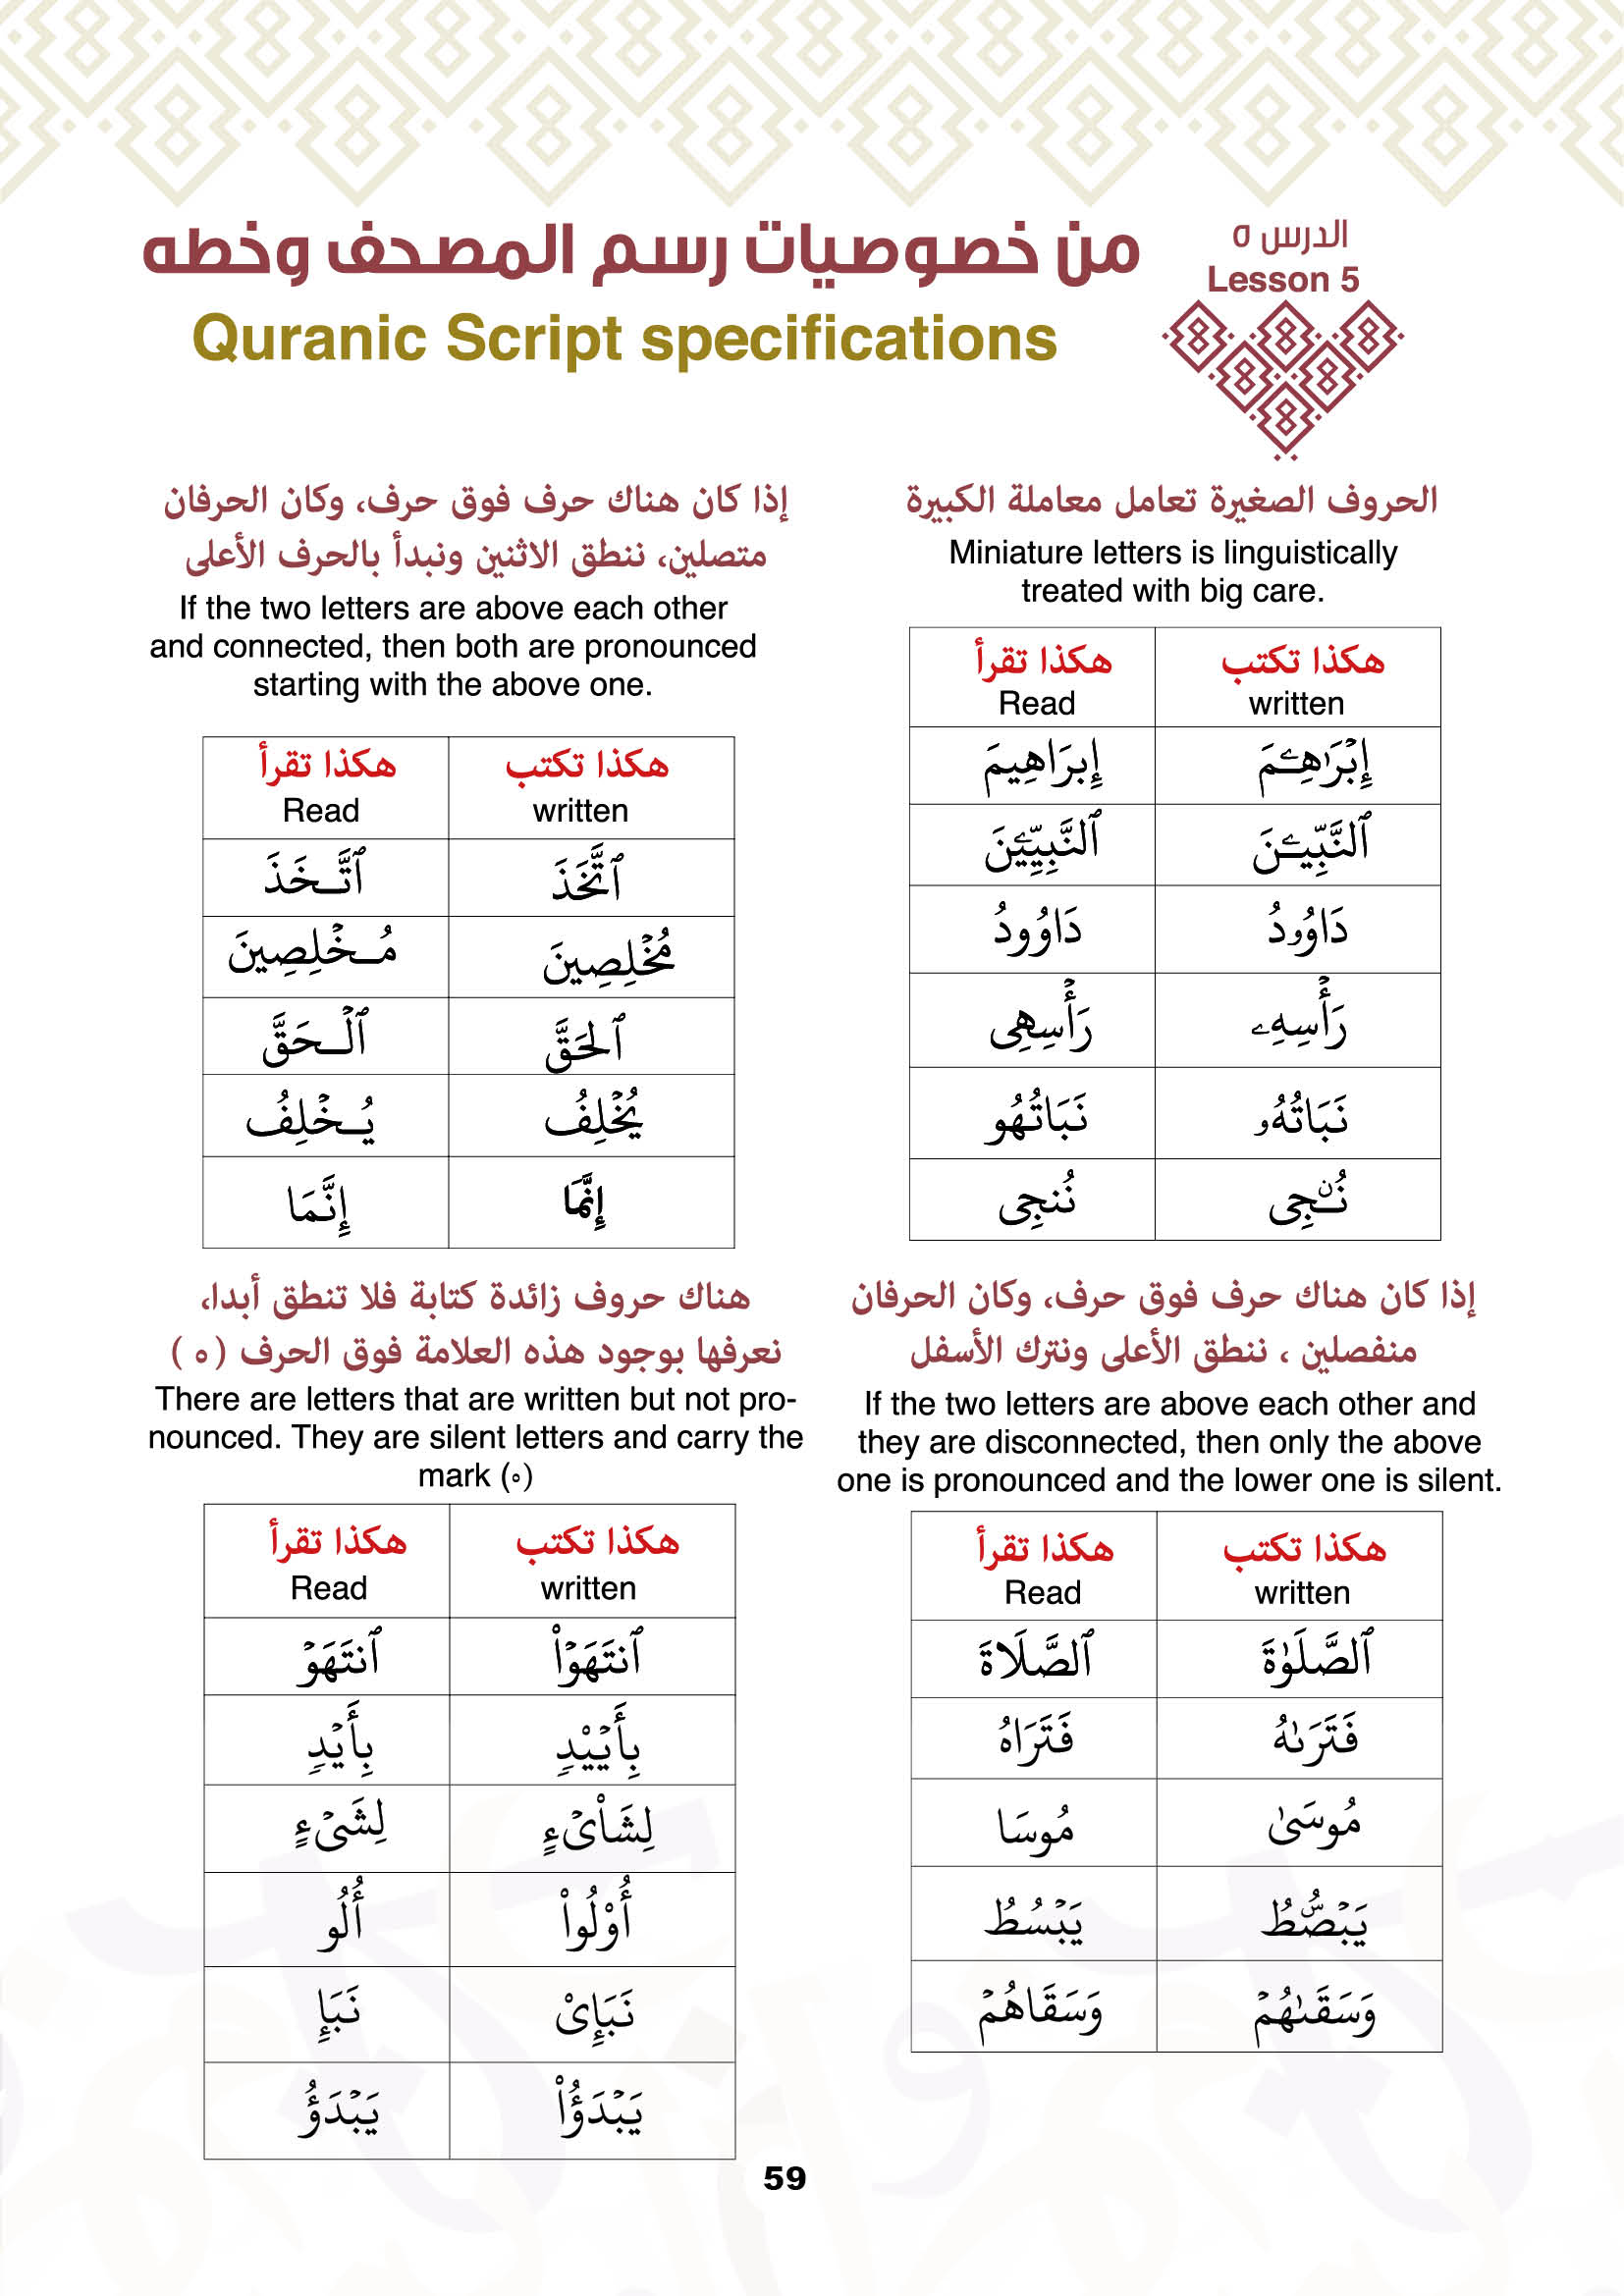 الدرس ٥
Lesson 5
من خصوصيات رسم المصحف وخطه
Quranic Script specifications
الحروف الصغيرة تعامل معاملة الكبيرة
Miniature letters is linguistically
treated with big care.
هكذا تكتب هكذا تقرأ
written Read
إِبْرَٰهِـۧمَ إِبرَاهِيمَ
ٱلنَّبِيِّـۧنَ ٱلنَّبِيِّيۧنَ
دَاوُۥدُ دَاوُودُ
رَأْسِهِۦ رَأْسِهِى
نَبَاتُهُۥ نَبَاتُهُو
نُـۨجِى نُنجِى
إذا كان هناك حرف فوق حرف، وكان الحرفان
متصلين، ننطق الاثنين ونبدأ بالحرف الأعلى
If the two letters are above each other
and connected, then both are pronounced
starting with the above one.
هكذا تكتب هكذا تقرأ
written Read
ٱتَّخَذَ ٱتَّـخَذَ
مُخْلِصِينَ مُـخْلِصِينَ
ٱلحَقَّ ٱلْـحَقَّ
يُخْلِفُ يُـخْلِفُ
إِنَّمَا إِنَّمَا
إذا كان هناك حرف فوق حرف، وكان الحرفان
منفصلين ، ننطق الأعلى ونترك الأسفل
If the two letters are above each other and
they are disconnected, then only the above
one is pronounced and the lower one is silent.
هكذا تكتب هكذا تقرأ
written Read
ٱلصَّلَوٰةَ ٱلصَّلَاةَ
فَتَرَىٰهُ فَتَرَاهُ
مُوسَىٰ مُوسَا
يَبْصُۜطُ يَبْسُطُ
وَسَقَىٰهُمْ وَسَقَاهُمْ
هناك حروف زائدة كتابة فلا تنطق أبدا،
نعرفها بوجود هذه العلامة فوق الحرف ( ه )
There are letters that are written but not pro-
nounced. They are silent letters and carry the
mark (ه)
هكذا تكتب هكذا تقرأ
written Read
ٱنتَهَوْا۟ ٱنتَهَوْ
بِأَيْي۟دٍ بِأَيْدٍ
لِشَا۟ىْءٍ لِشَىْءٍ
أُو۟لُوا۟ أُلُو
نَبَإِى۟ نَبَإِ
يَبْدَؤُا۟ يَبْدَؤُ
59